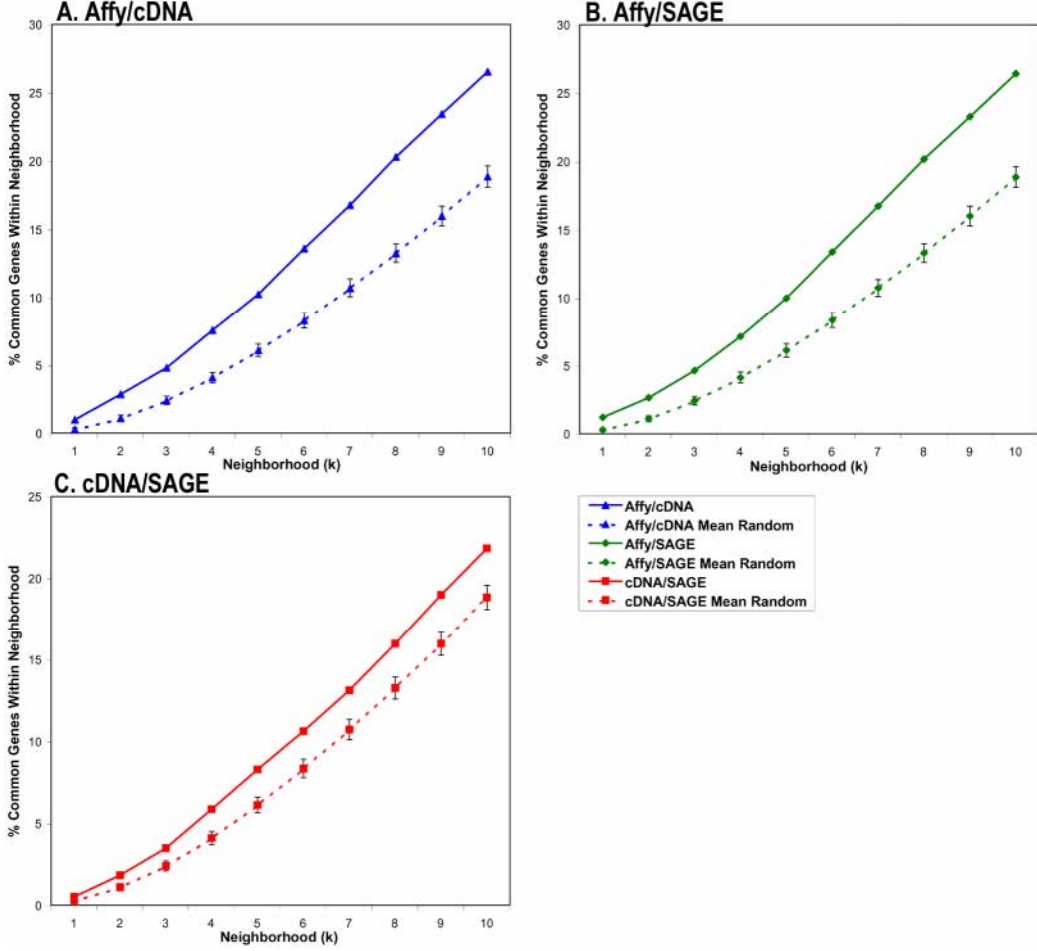 A. Affy/cDNA
30
25
20
15
10
5
0
% Common Genes Within Neighborhood
1 2 3 4 5 6 7 8 9 10
Neighborhood (k)
B. Affy/SAGE
30
25
20
15
10
5
0
% Common Genes Within Neighborhood
1 2 3 4 5 6 7 8 9 10
Neighborhood (k)
C. cDNA/SAGE
25
20
15
10
5
0
% Common Genes Within Neighborhood
1 2 3 4 5 6 7 8 9 10
Neighborhood (k)
Affy/cDNA
Affy/cDNA Mean Random
Affy/SAGE
Affy/SAGE Mean Random
cDNA/SAGE
cDNA/SAGE Mean Random